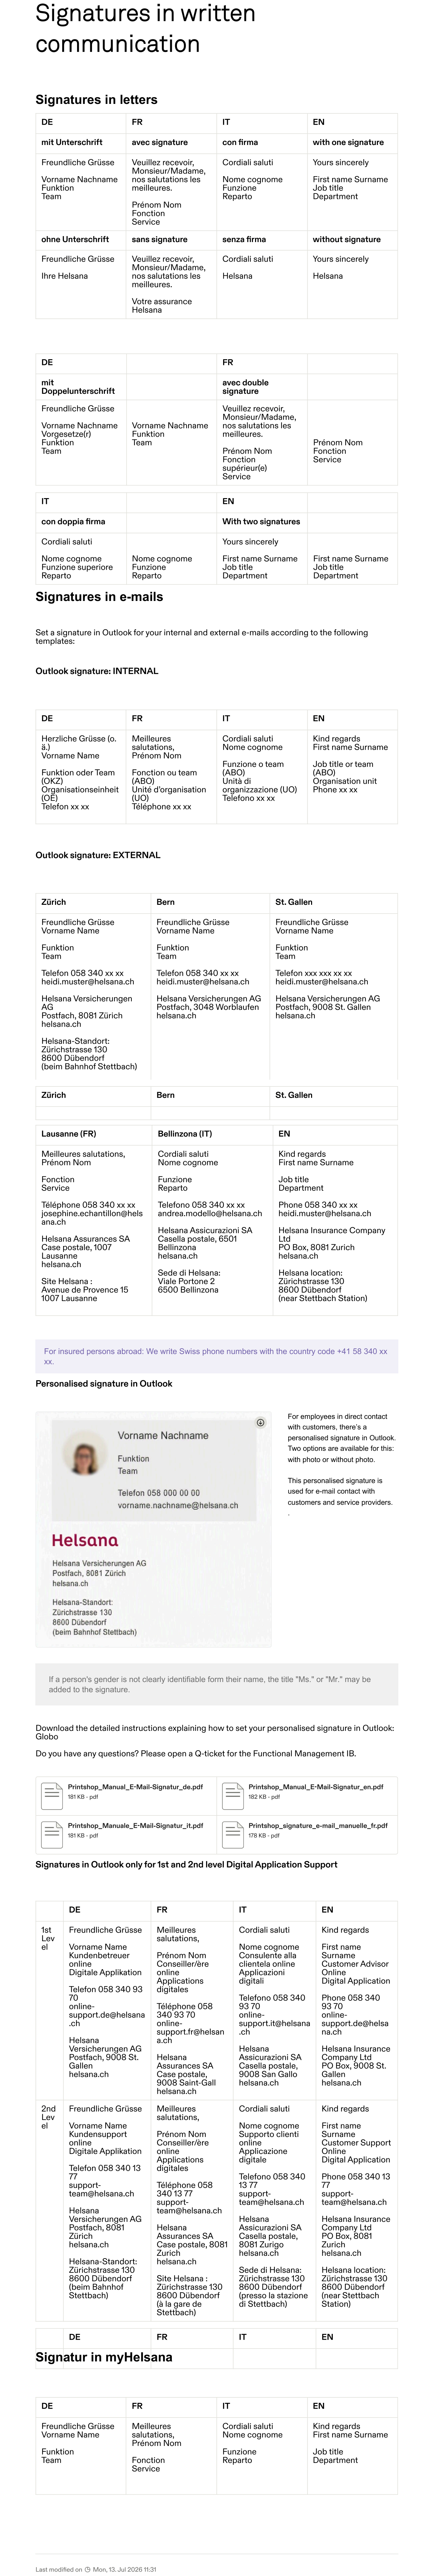 Signatures in written
communication
Signatures in letters
DE
FR
IT
EN
mit Unterschrift
avec signature
con firma
with one signature
Freundliche Grüsse
Vorname Nachname
Funktion
Team
Veuillez recevoir,
Monsieur/Madame,
nos salutations les
meilleures.
Prénom Nom
Fonction
Service
Cordiali saluti
Nome cognome
Funzione
Reparto
Yours sincerely
First name Surname
Job title
Department
ohne Unterschrift
sans signature
senza firma
without signature
Freundliche Grüsse
Ihre Helsana
Veuillez recevoir,
Monsieur/Madame,
nos salutations les
meilleures.
Votre assurance
Helsana
Cordiali saluti
Helsana
Yours sincerely
Helsana
DE
FR
mit
Doppelunterschrift
avec double
signature
Freundliche Grüsse
Vorname Nachname
Vorgesetze(r)
Funktion
Team
Vorname Nachname
Funktion
Team
Veuillez recevoir,
Monsieur/Madame,
nos salutations les
meilleures.
Prénom Nom
Fonction
supérieur(e)
Service
Prénom Nom
Fonction
Service
IT
EN
con doppia firma
With two signatures
Cordiali saluti
Nome cognome
Funzione superiore
Reparto
Nome cognome
Funzione
Reparto
Yours sincerely
First name Surname
Job title
Department
First name Surname
Job title
Department
Signatures in e-mails
Set a signature in Outlook for your internal and external e-mails according to the following
templates:
Outlook signature: INTERNAL
DE
FR
IT
EN
Herzliche Grüsse (o.
ä.)
Vorname Name
Funktion oder Team
(OKZ)
Organisationseinheit
(OE)
Telefon xx xx
Meilleures
salutations,
Prénom Nom
Fonction ou team
(ABO)
Unité d'organisation
(UO)
Téléphone xx xx
Cordiali saluti
Nome cognome
Funzione o team
(ABO)
Unità di
organizzazione (UO)
Telefono xx xx
Kind regards
First name Surname
Job title or team
(ABO)
Organisation unit
Phone xx xx
Outlook signature: EXTERNAL
Zürich
Bern
St. Gallen
Freundliche Grüsse
Vorname Name
Funktion
Team
Telefon 058 340 xx xx
heidi.muster@helsana.ch
Helsana Versicherungen
AG
Postfach, 8081 Zürich
helsana.ch
Helsana-Standort:
Zürichstrasse 130
8600 Dübendorf
(beim Bahnhof Stettbach)
Freundliche Grüsse
Vorname Name
Funktion
Team
Telefon 058 340 xx xx
heidi.muster@helsana.ch
Helsana Versicherungen AG
Postfach, 3048 Worblaufen
helsana.ch
Freundliche Grüsse
Vorname Name
Funktion
Team
Telefon xxx xxx xx xx
heidi.muster@helsana.ch
Helsana Versicherungen AG
Postfach, 9008 St. Gallen
helsana.ch
Zürich
Bern
St. Gallen
Lausanne (FR)
Bellinzona (IT)
EN
Meilleures salutations,
Prénom Nom
Fonction
Service
Téléphone 058 340 xx xx
josephine.echantillon@hels
ana.ch
Helsana Assurances SA
Case postale, 1007
Lausanne
helsana.ch
Site Helsana :
Avenue de Provence 15
1007 Lausanne
Cordiali saluti
Nome cognome
Funzione
Reparto
Telefono 058 340 xx xx
andrea.modello@helsana.ch
Helsana Assicurazioni SA
Casella postale, 6501
Bellinzona
helsana.ch
Sede di Helsana:
Viale Portone 2
6500 Bellinzona
Kind regards
First name Surname
Job title
Department
Phone 058 340 xx xx
heidi.muster@helsana.ch
Helsana Insurance Company
Ltd
PO Box, 8081 Zurich
helsana.ch
Helsana location:
Zürichstrasse 130
8600 Dübendorf
(near Stettbach Station)
For insured persons abroad: We write Swiss phone numbers with the country code +41 58 340 xx
xx.
Personalised signature in Outlook
Vorname Nachname
Funktion
Team
Telefon 058 000 00 00
vorname.nachname@helsana.ch
Helsana
Helsana Versicherungen AG
Postfach, 8081 Zürich
helsana.ch
Helsana-Standort:
Zürichstrasse 130
8600 Dübendorf
(beim Bahnhof Stettbach)
For employees in direct contact
with customers, there's a
personalised signature in Outlook.
Two options are available for this:
with photo or without photo.
This personalised signature is
used for e-mail contact with
customers and service providers.
.
If a person's gender is not clearly identifiable form their name, the title "Ms." or "Mr." may be
added to the signature.
Download the detailed instructions explaining how to set your personalised signature in Outlook:
Globo
Do you have any questions? Please open a Q-ticket for the Functional Management IB.
Printshop_Manual_E-Mail-Signatur_de.pdf
181 KB - pdf
Printshop_Manual_E-Mail-Signatur_en.pdf
182 KB - pdf
Printshop_Manuale_E-Mail-Signatur_it.pdf
181 KB - pdf
Printshop_signature_e-mail_manuelle_fr.pdf
178 KB - pdf
Signatures in Outlook only for 1st and 2nd level Digital Application Support
DE
FR
IT
EN
1st
Lev
el
Freundliche Grüsse
Vorname Name
Kundenbetreuer
online
Digitale Applikation
Telefon 058 340 93
70
online-
support.de@helsana
.ch
Helsana
Versicherungen AG
Postfach, 9008 St.
Gallen
helsana.ch
Meilleures
salutations,
Prénom Nom
Conseiller/ère
online
Applications
digitales
Téléphone 058
340 93 70
online-
support.fr@helsan
a.ch
Helsana
Assurances SA
Case postale,
9008 Saint-Gall
helsana.ch
Cordiali saluti
Nome cognome
Consulente alla
clientela online
Applicazioni
digitali
Telefono 058 340
93 70
online-
support.it@helsana
.ch
Helsana
Assicurazioni SA
Casella postale,
9008 San Gallo
helsana.ch
Kind regards
First name
Surname
Customer Advisor
Online
Digital Application
Phone 058 340
93 70
online-
support.de@helsa
na.ch
Helsana Insurance
Company Ltd
PO Box, 9008 St.
Gallen
helsana.ch
2nd
Lev
el
Freundliche Grüsse
Vorname Name
Kundensupport
online
Digitale Applikation
Telefon 058 340 13
77
support-
team@helsana.ch
Helsana
Versicherungen AG
Postfach, 8081
Zürich
helsana.ch
Helsana-Standort:
Zürichstrasse 130
8600 Dübendorf
(beim Bahnhof
Stettbach)
Meilleures
salutations,
Prénom Nom
Conseiller/ère
online
Applications
digitales
Téléphone 058
340 13 77
support-
team@helsana.ch
Helsana
Assurances SA
Case postale, 8081
Zurich
helsana.ch
Site Helsana :
Zürichstrasse 130
8600 Dübendorf
(à la gare de
Stettbach)
Cordiali saluti
Nome cognome
Supporto clienti
online
Applicazione
digitale
Telefono 058 340
13 77
support-
team@helsana.ch
Helsana
Assicurazioni SA
Casella postale,
8081 Zurigo
helsana.ch
Sede di Helsana:
Zürichstrasse 130
8600 Dübendorf
(presso la stazione
di Stettbach)
Kind regards
First name
Surname
Customer Support
Online
Digital Application
Phone 058 340 13
77
support-
team@helsana.ch
Helsana Insurance
Company Ltd
PO Box, 8081
Zurich
helsana.ch
Helsana location:
Zürichstrasse 130
8600 Dübendorf
(near Stettbach
Station)
DE
FR
IT
EN
Signatur in myHelsana
DE
FR
IT
EN
Freundliche Grüsse
Vorname Name
Funktion
Team
Meilleures
salutations,
Prénom Nom
Fonction
Service
Cordiali saluti
Nome cognome
Funzione
Reparto
Kind regards
First name Surname
Job title
Department
Last modified on Mon, 13. Jul 2026 11:31